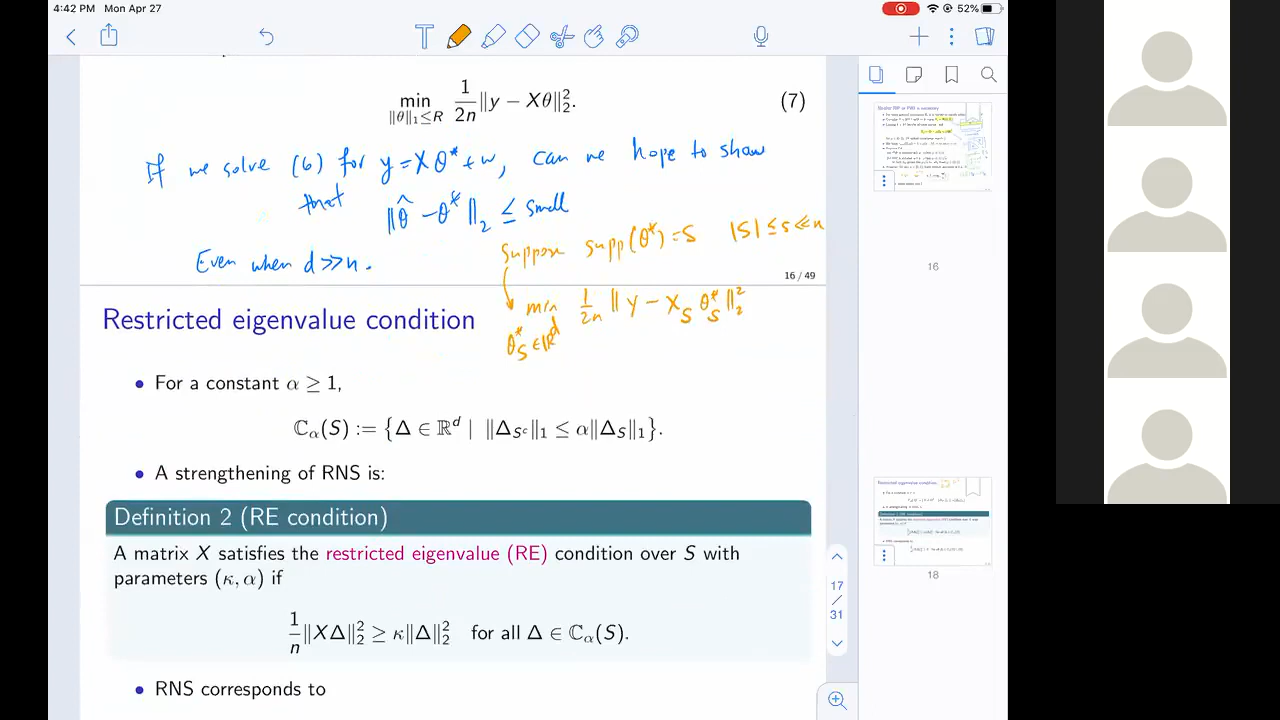 4:42 PM Mon Apr 27
52%
min ‖θ‖₁≤R 1/2n ‖y − Xθ‖₂². (7)
If we solve (6) for y = Xθ* + w, can we hope to show
that ‖θ̂ − θ*‖₂ ≤ small
Suppose supp(θ*) = S |S| ≤ s ≪ n
Even when d ≫ n.
16 / 49
min θ*_S ∈ ℝ^d 1/2n ‖y − X_S θ*_S‖₂²
Restricted eigenvalue condition
• For a constant α ≥ 1,
ℂ_α(S) := {Δ ∈ ℝ^d | ‖Δ_{S^c}‖₁ ≤ α‖Δ_S‖₁}.
• A strengthening of RNS is:
Definition 2 (RE condition)
A matrix X satisfies the restricted eigenvalue (RE) condition over S with
parameters (κ, α) if
1/n ‖XΔ‖₂² ≥ κ‖Δ‖₂² for all Δ ∈ ℂ_α(S).
• RNS corresponds to
17
/
31
16
Restricted eigenvalue condition
18